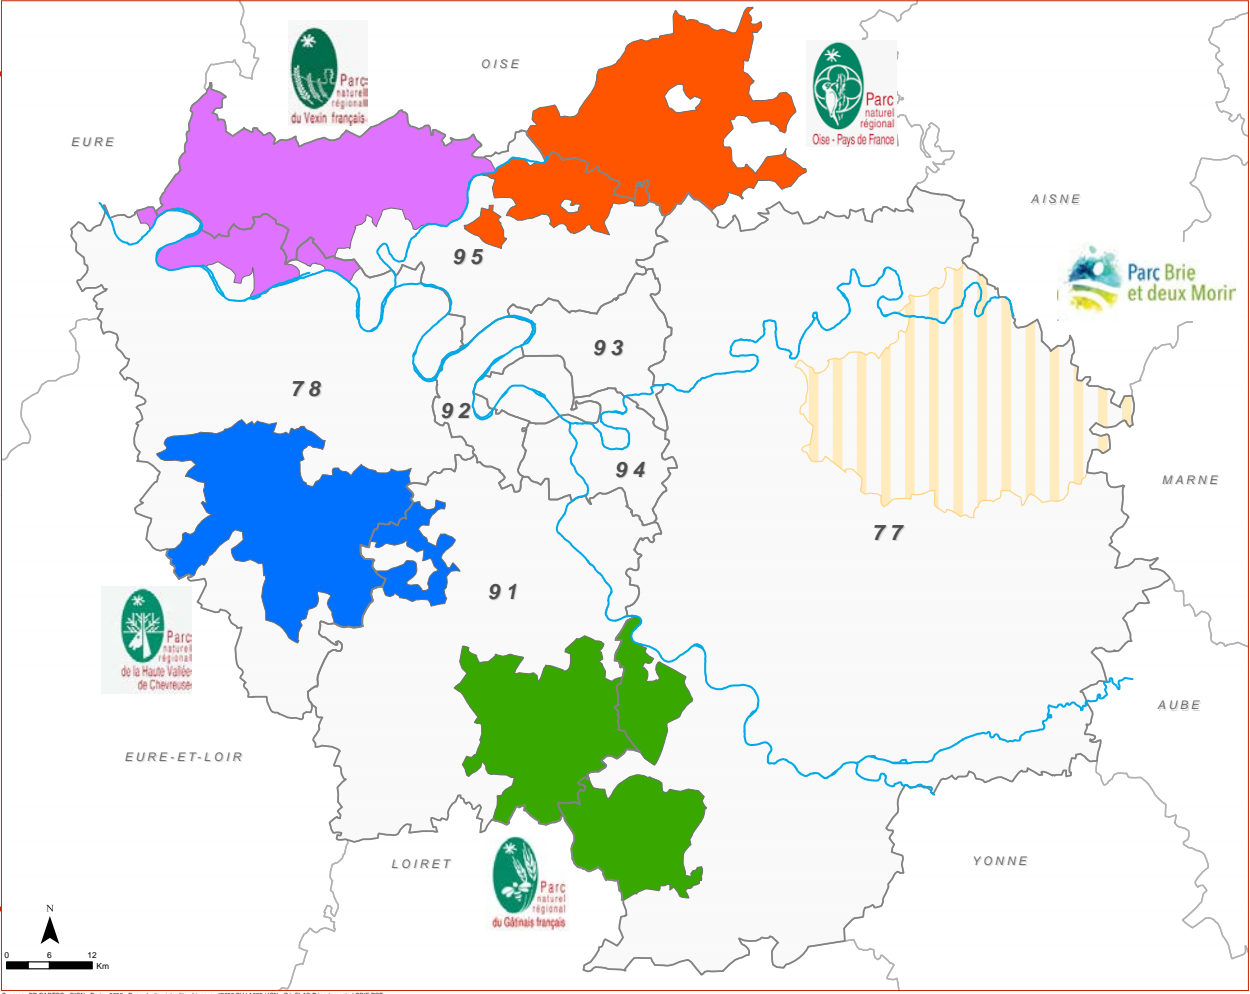 OISE
Parc
naturel
régional
du Vexin français
Parc
naturel
régional
Oise - Pays de France
EURE
AISNE
95
Parc Brie
et deux Morin
93
78
92
94
MARNE
77
91
Parc
naturel
régional
de la Haute Vallée
de Chevreuse
AUBE
EURE-ET-LOIR
LOIRET
YONNE
Parc
naturel
régional
du Gâtinais français
N
0 6 12
Km